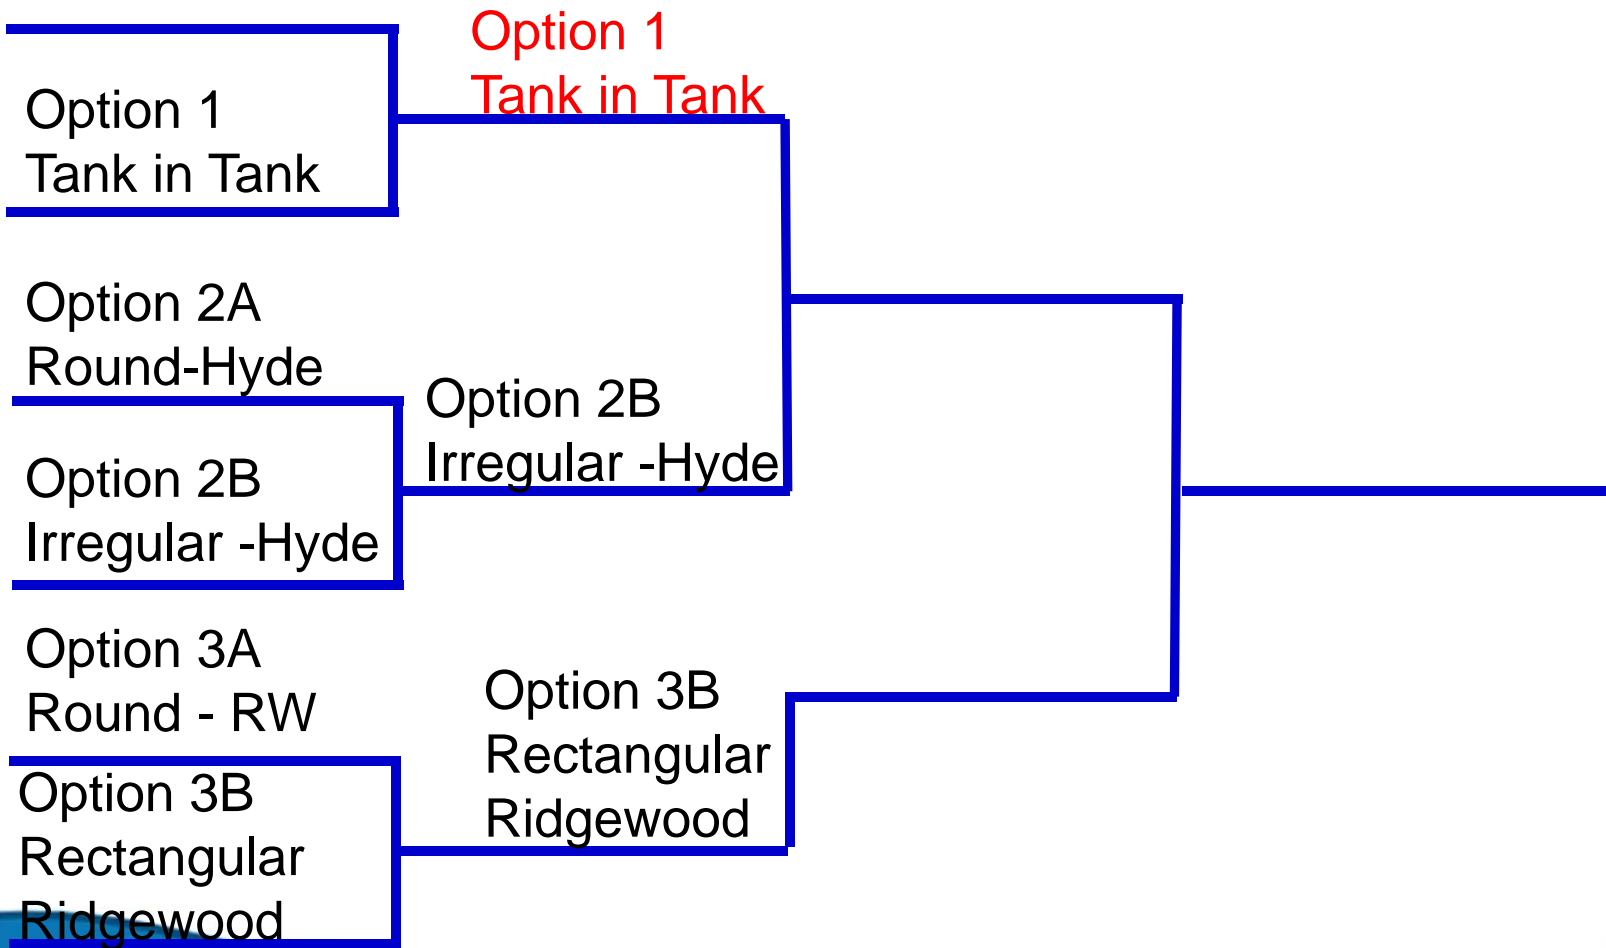 Option 1
Tank in Tank
Option 2A
Round-Hyde
Option 2B
Irregular -Hyde
Option 3A
Round - RW
Option 3B
Rectangular
Ridgewood
Option 1
Tank in Tank
Option 2B
Irregular -Hyde
Option 3B
Rectangular
Ridgewood